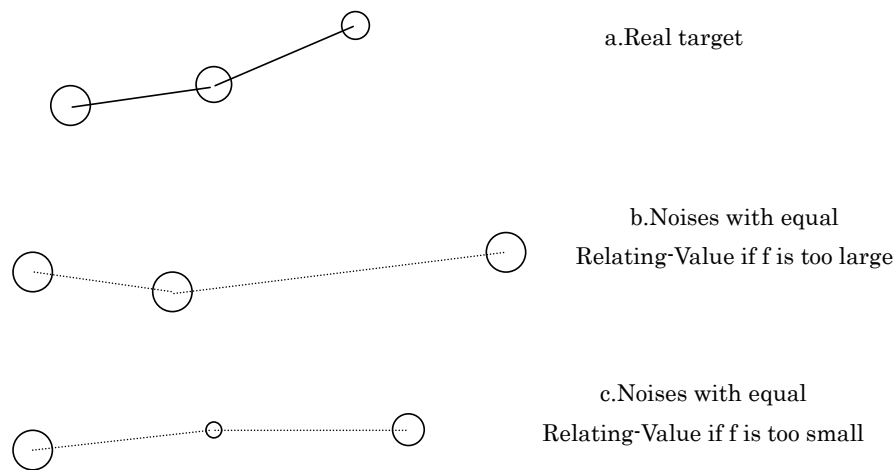 a.Real target
b.Noises with equal
Relating-Value if f is too large
c.Noises with equal
Relating-Value if f is too small